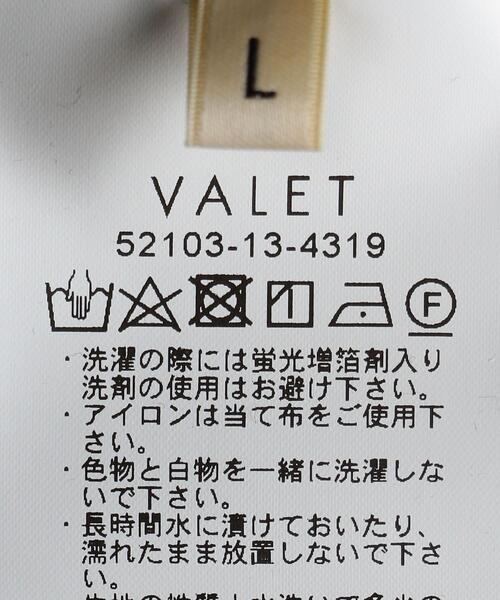 L
VALET
52103-13-4319
F
・洗濯の際には蛍光増箔剤入り
洗剤の使用はお避け下さい。
・アイロンは当て布をご使用下
さい。
・色物と白物を一緒に洗濯しな
いで下さい。
・長時間水に漬けておいたり、
濡れたまま放置しないで下さ
い。